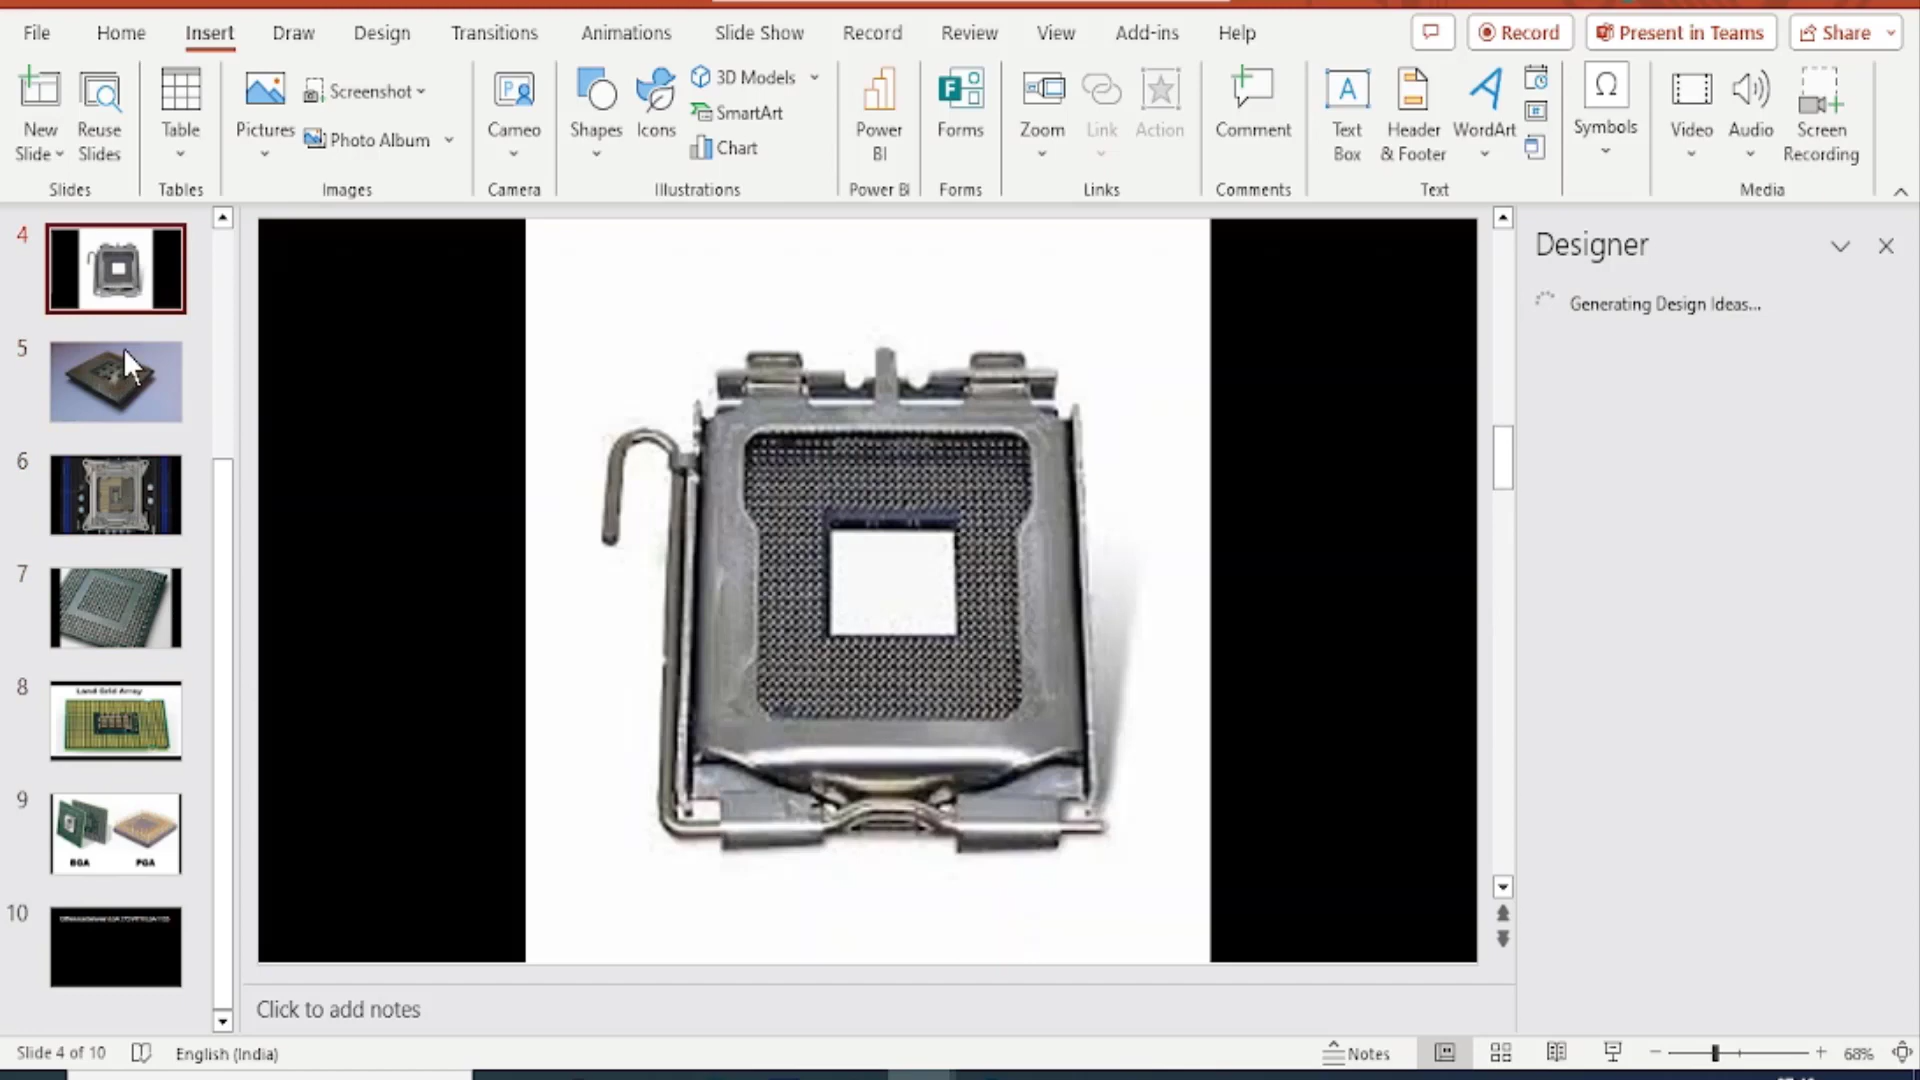 File Home Insert Draw Design Transitions Animations Slide Show Record Review View Add-ins Help Record Present in Teams Share
New Slide
Reuse Slides
Table
Pictures
Screenshot
Photo Album
Cameo
Shapes
Icons
3D Models
SmartArt
Chart
Power BI
Forms
Zoom
Link
Action
Comment
Text Box
Header & Footer
WordArt
Symbols
Video
Audio
Screen Recording
Slides Tables Images Camera Illustrations Power BI Forms Links Comments Text Media
4
5
6
7
8
Land Grid Array
9
BGA PGA
10
Designer
Generating Design Ideas...
Click to add notes
Slide 4 of 10 English (India) Notes 68%